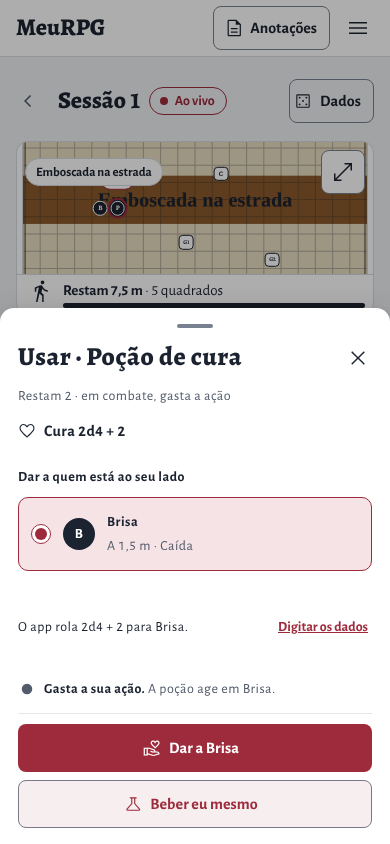 MeuRPG
Anotações
Sessão 1
Ao vivo
Dados
Emboscada na estrada
C
Emboscada na estrada
B
P
G1
G2
Restam 7,5 m · 5 quadrados
Usar · Poção de cura
Restam 2 · em combate, gasta a ação
Cura 2d4 + 2
Dar a quem está ao seu lado
B
Brisa
A 1,5 m · Caída
O app rola 2d4 + 2 para Brisa.
Digitar os dados
Gasta a sua ação. A poção age em Brisa.
Dar a Brisa
Beber eu mesmo